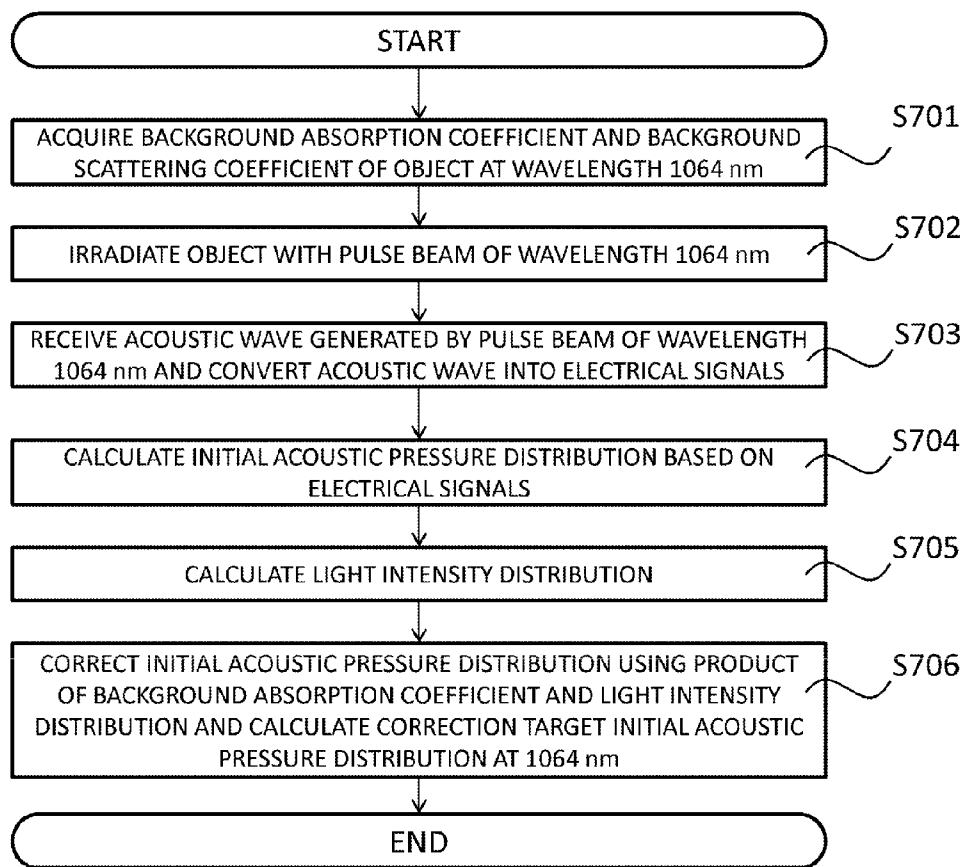 START
S701
ACQUIRE BACKGROUND ABSORPTION COEFFICIENT AND BACKGROUND
SCATTERING COEFFICIENT OF OBJECT AT WAVELENGTH 1064 nm
S702
IRRADIATE OBJECT WITH PULSE BEAM OF WAVELENGTH 1064 nm
S703
RECEIVE ACOUSTIC WAVE GENERATED BY PULSE BEAM OF WAVELENGTH
1064 nm AND CONVERT ACOUSTIC WAVE INTO ELECTRICAL SIGNALS
S704
CALCULATE INITIAL ACOUSTIC PRESSURE DISTRIBUTION BASED ON
ELECTRICAL SIGNALS
S705
CALCULATE LIGHT INTENSITY DISTRIBUTION
S706
CORRECT INITIAL ACOUSTIC PRESSURE DISTRIBUTION USING PRODUCT
OF BACKGROUND ABSORPTION COEFFICIENT AND LIGHT INTENSITY
DISTRIBUTION AND CALCULATE CORRECTION TARGET INITIAL ACOUSTIC
PRESSURE DISTRIBUTION AT 1064 nm
END